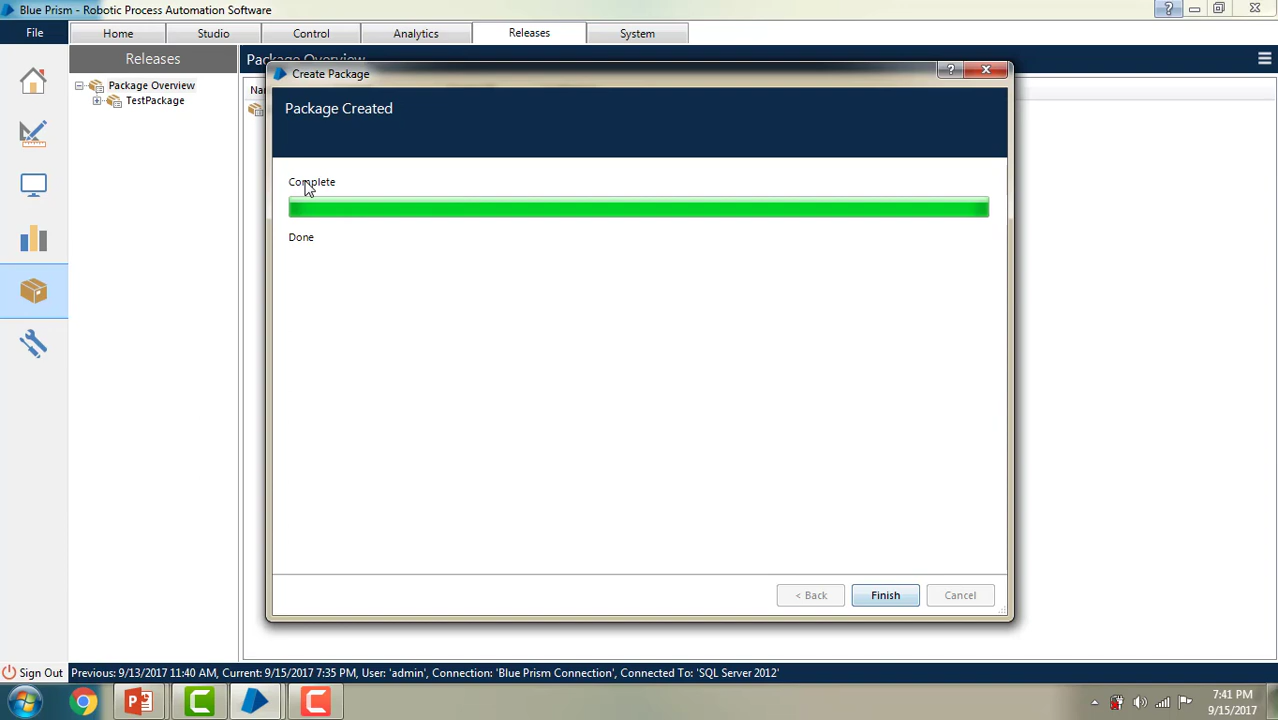 Blue Prism - Robotic Process Automation Software
?
File
Home
Studio
Control
Analytics
Releases
System
Releases
Package Overview
Package Overview
TestPackage
Create Package
?
Package Created
Complete
Done
< Back
Finish
Cancel
Sign Out
Previous: 9/13/2017 11:40 AM, Current: 9/15/2017 7:35 PM, User: 'admin', Connection: 'Blue Prism Connection', Connected To: 'SQL Server 2012'
7:41 PM
9/15/2017